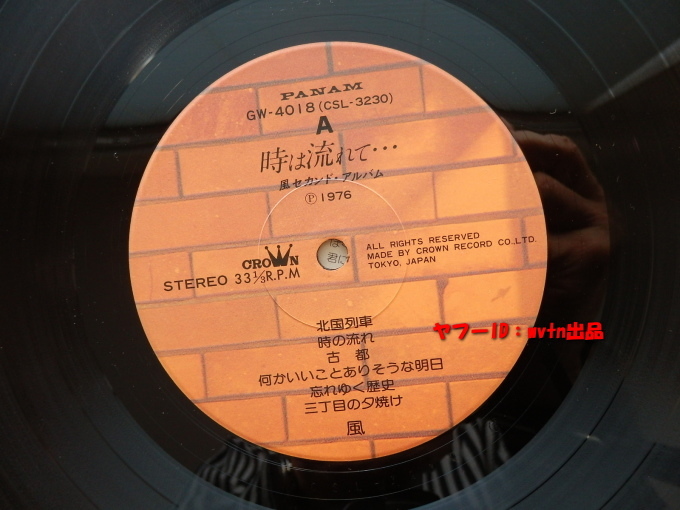 PANAM
GW-4018 (CSL-3230)
A
時は流れて…
風セカンド・アルバム
Ⓟ1976
CROWN
STEREO 33⅓R.P.M
君に
ALL RIGHTS RESERVED
MADE BY CROWN RECORD CO.,LTD.
TOKYO, JAPAN
北国列車
時の流れ
古都
何かいいことありそうな明日
忘れゆく歴史
三丁目の夕焼け
風
ヤフーID:mvtn出品